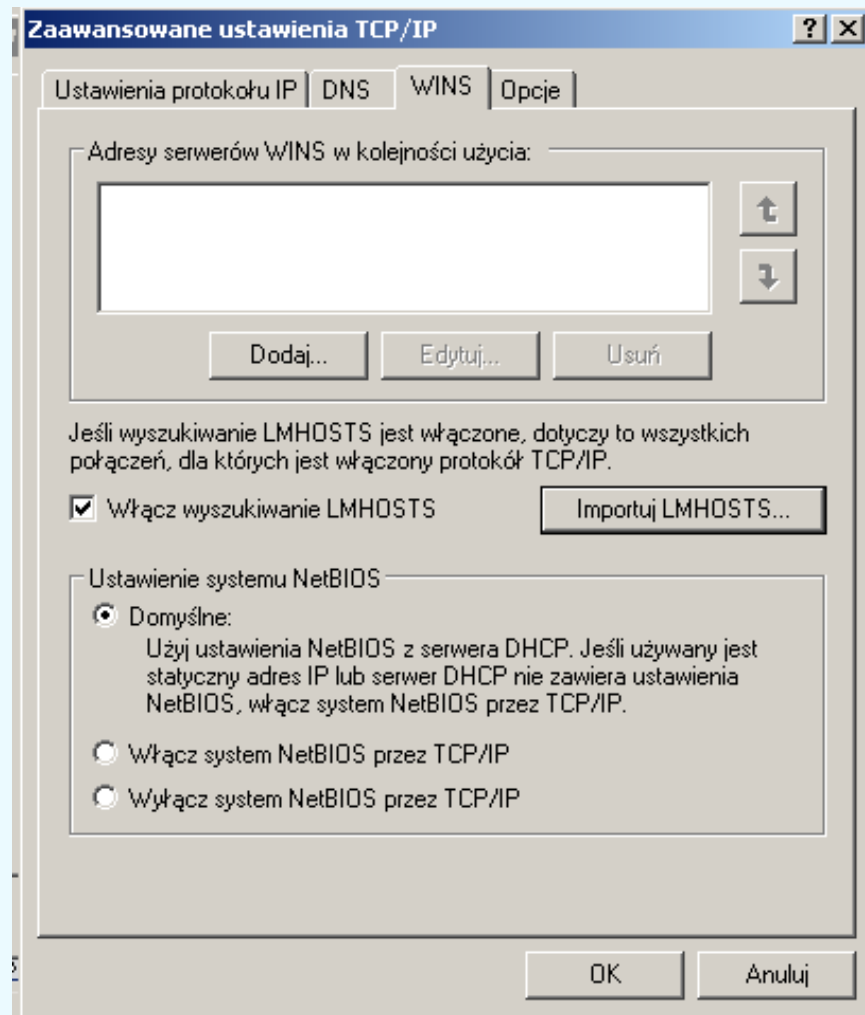 Zaawansowane ustawienia TCP/IP
Ustawienia protokołu IP
DNS
WINS
Opcje
Adresy serwerów WINS w kolejności użycia:
Dodaj...
Edytuj...
Usuń
Jeśli wyszukiwanie LMHOSTS jest włączone, dotyczy to wszystkich
połączeń, dla których jest włączony protokół TCP/IP.
Włącz wyszukiwanie LMHOSTS
Importuj LMHOSTS...
Ustawienie systemu NetBIOS
Domyślne:
Użyj ustawienia NetBIOS z serwera DHCP. Jeśli używany jest
statyczny adres IP lub serwer DHCP nie zawiera ustawienia
NetBIOS, włącz system NetBIOS przez TCP/IP.
Włącz system NetBIOS przez TCP/IP
Wyłącz system NetBIOS przez TCP/IP
OK
Anuluj